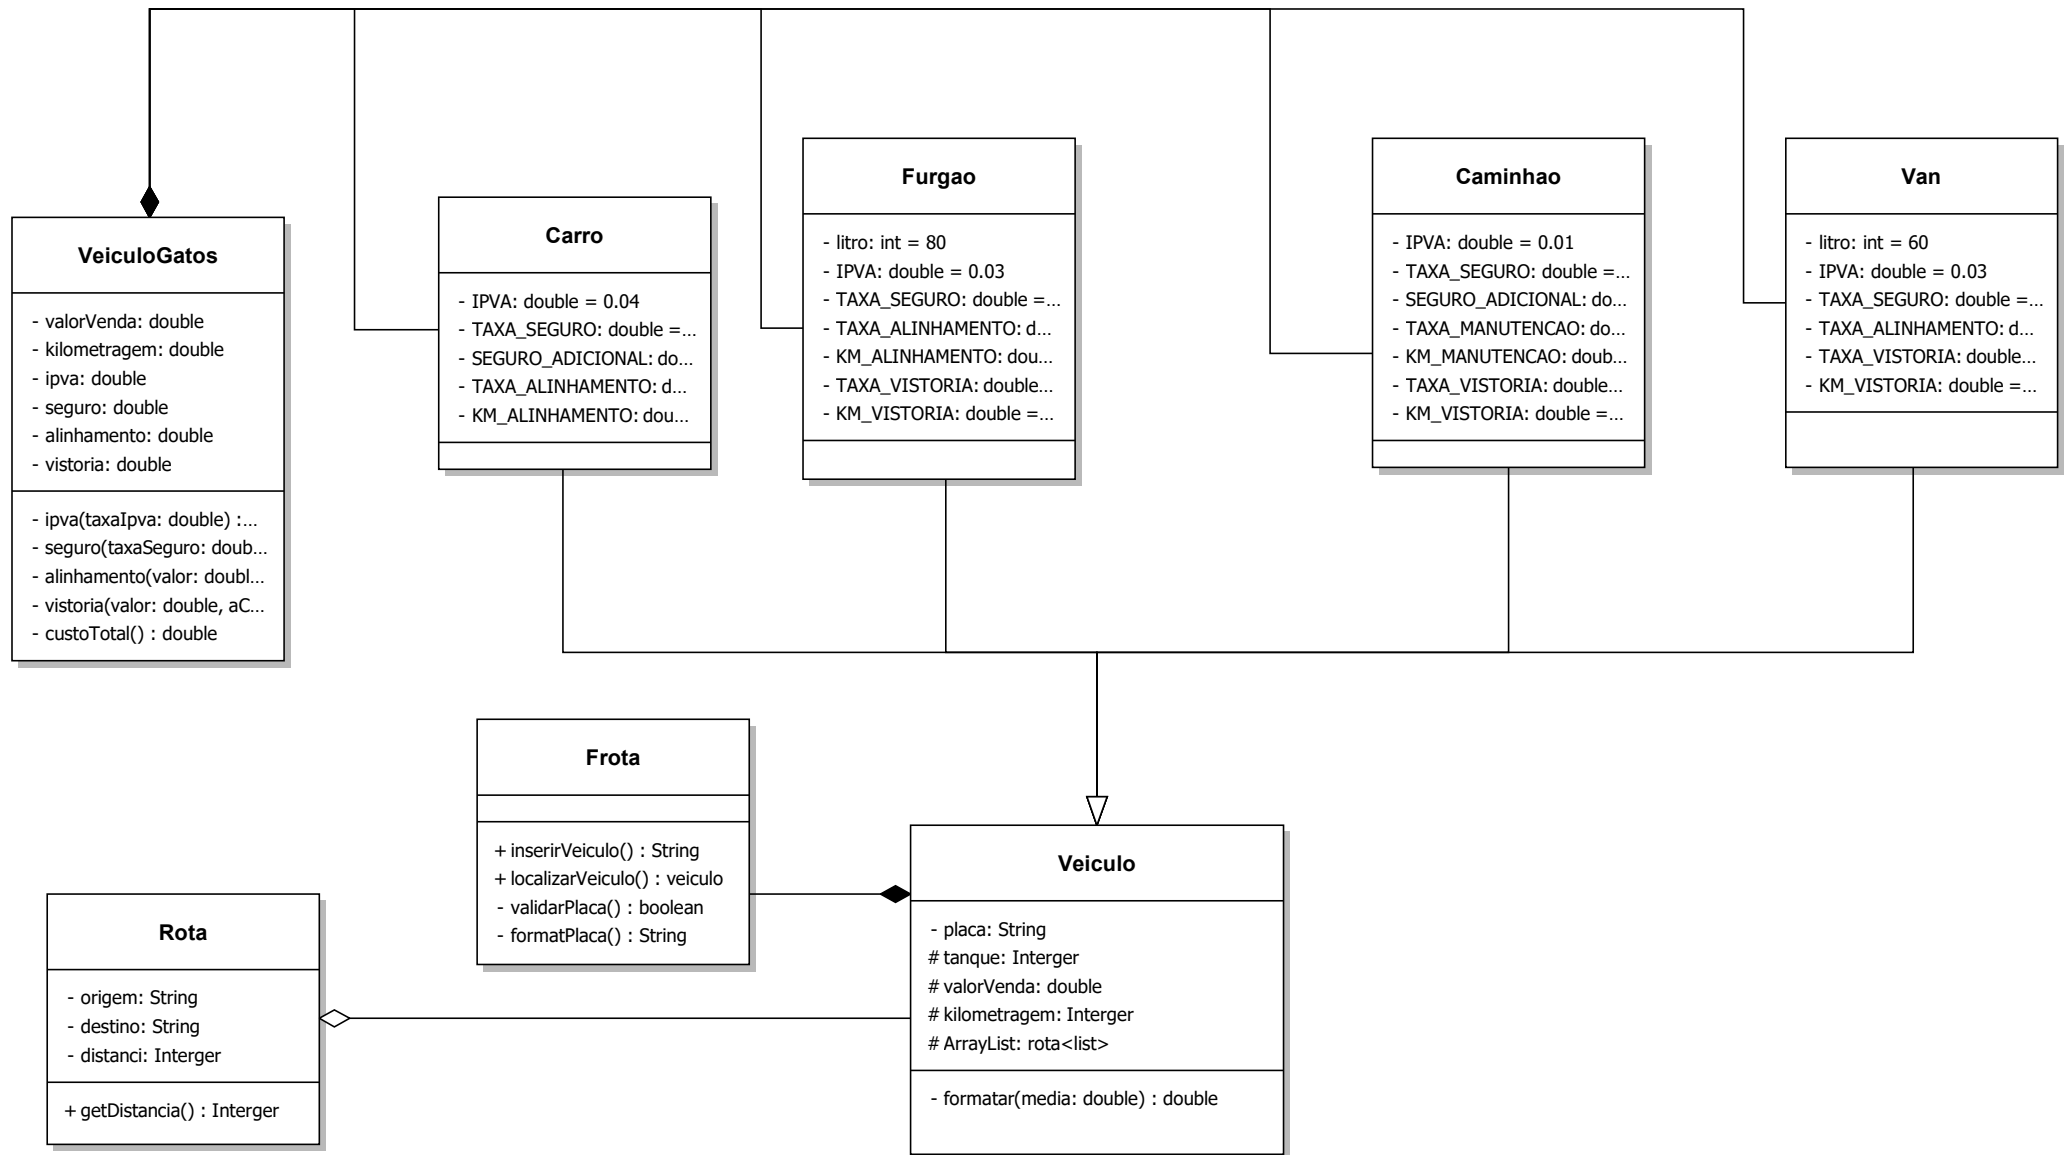 VeiculoGatos
- valorVenda: double
- kilometragem: double
- ipva: double
- seguro: double
- alinhamento: double
- vistoria: double
- ipva(taxaIpva: double) :...
- seguro(taxaSeguro: doub...
- alinhamento(valor: doubl...
- vistoria(valor: double, aC...
- custoTotal() : double
Carro
- IPVA: double = 0.04
- TAXA_SEGURO: double =...
- SEGURO_ADICIONAL: do...
- TAXA_ALINHAMENTO: d...
- KM_ALINHAMENTO: dou...
Furgao
- litro: int = 80
- IPVA: double = 0.03
- TAXA_SEGURO: double =...
- TAXA_ALINHAMENTO: d...
- KM_ALINHAMENTO: dou...
- TAXA_VISTORIA: double...
- KM_VISTORIA: double =...
Caminhao
- IPVA: double = 0.01
- TAXA_SEGURO: double =...
- SEGURO_ADICIONAL: do...
- TAXA_MANUTENCAO: do...
- KM_MANUTENCAO: doub...
- TAXA_VISTORIA: double...
- KM_VISTORIA: double =...
Van
- litro: int = 60
- IPVA: double = 0.03
- TAXA_SEGURO: double =...
- TAXA_ALINHAMENTO: d...
- TAXA_VISTORIA: double...
- KM_VISTORIA: double =...
Frota
+ inserirVeiculo() : String
+ localizarVeiculo() : veiculo
- validarPlaca() : boolean
- formatPlaca() : String
Rota
- origem: String
- destino: String
- distanci: Interger
+ getDistancia() : Interger
Veiculo
- placa: String
# tanque: Interger
# valorVenda: double
# kilometragem: Interger
# ArrayList: rota<list>
- formatar(media: double) : double